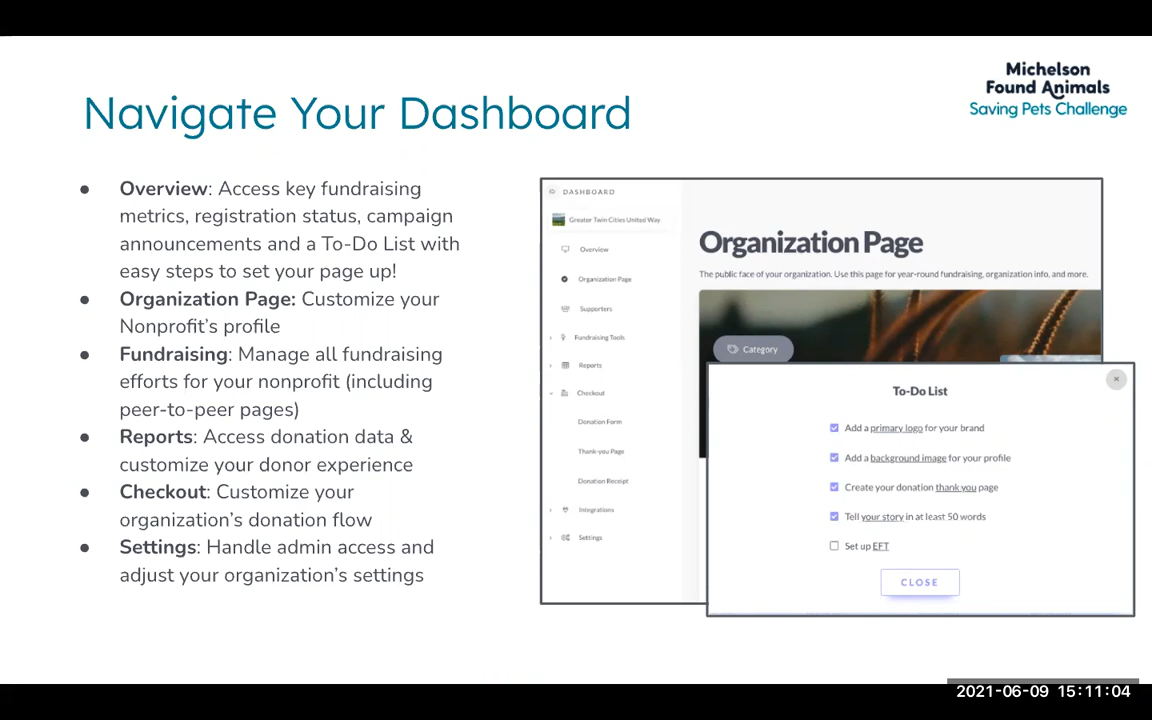 Michelson
Found Animals
Saving Pets Challenge
Navigate Your Dashboard
● Overview: Access key fundraising
metrics, registration status, campaign
announcements and a To-Do List with
easy steps to set your page up!
● Organization Page: Customize your
Nonprofit's profile
● Fundraising: Manage all fundraising
efforts for your nonprofit (including
peer-to-peer pages)
● Reports: Access donation data &
customize your donor experience
● Checkout: Customize your
organization's donation flow
● Settings: Handle admin access and
adjust your organization's settings
DASHBOARD
Greater Twin Cities United Way
Overview
Organization Page
Supporters
Fundraising Tools
Reports
Checkout
Donation Form
Thank-you Page
Donation Receipt
Integrations
Settings
Organization Page
The public face of your organization. Use this page for year-round fundraising, organization info, and more.
Category
To-Do List
Add a primary logo for your brand
Add a background image for your profile
Create your donation thank you page
Tell your story in at least 50 words
Set up EFT
CLOSE
2021-06-09 15:11:04